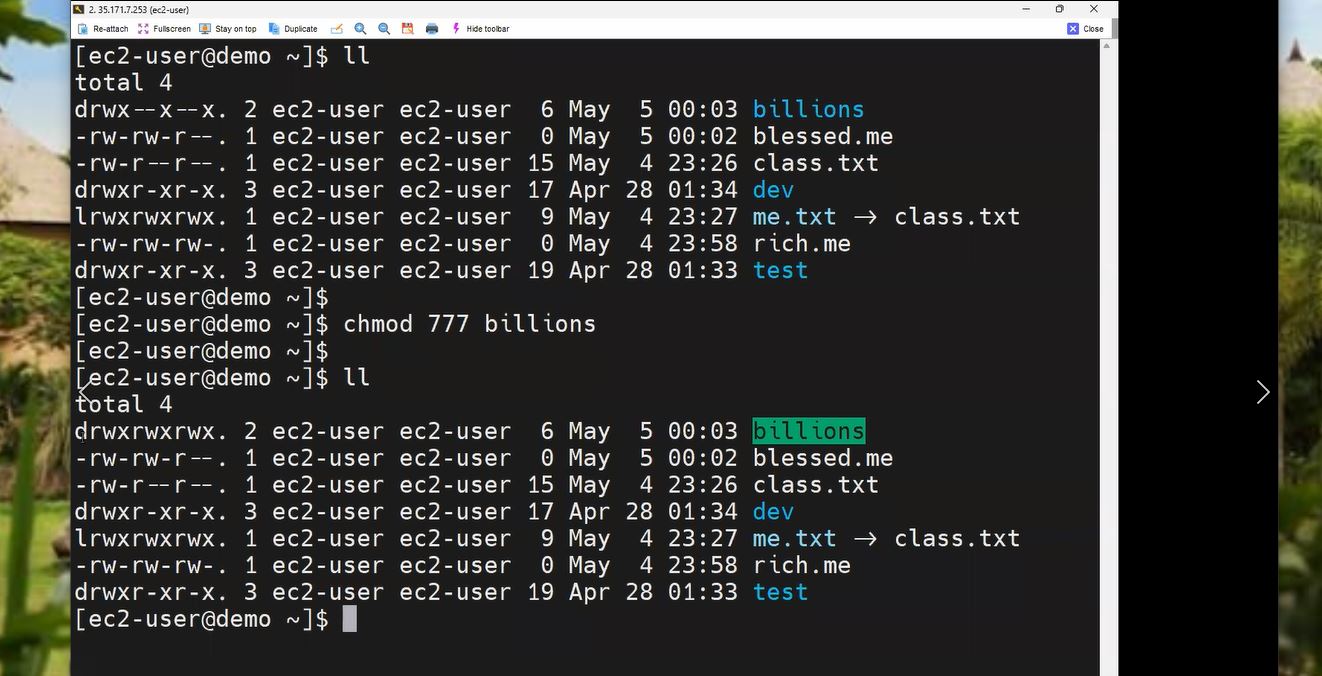 2. 35.171.7.253 (ec2-user)
Re-attach Fullscreen Stay on top Duplicate Hide toolbar Close
[ec2-user@demo ~]$ ll
total 4
drwx--x--x. 2 ec2-user ec2-user  6 May  5 00:03 billions
-rw-rw-r--. 1 ec2-user ec2-user  0 May  5 00:02 blessed.me
-rw-r--r--. 1 ec2-user ec2-user 15 May  4 23:26 class.txt
drwxr-xr-x. 3 ec2-user ec2-user 17 Apr 28 01:34 dev
lrwxrwxrwx. 1 ec2-user ec2-user  9 May  4 23:27 me.txt -> class.txt
-rw-rw-rw-. 1 ec2-user ec2-user  0 May  4 23:58 rich.me
drwxr-xr-x. 3 ec2-user ec2-user 19 Apr 28 01:33 test
[ec2-user@demo ~]$
[ec2-user@demo ~]$ chmod 777 billions
[ec2-user@demo ~]$
[ec2-user@demo ~]$ ll
total 4
drwxrwxrwx. 2 ec2-user ec2-user  6 May  5 00:03 billions
-rw-rw-r--. 1 ec2-user ec2-user  0 May  5 00:02 blessed.me
-rw-r--r--. 1 ec2-user ec2-user 15 May  4 23:26 class.txt
drwxr-xr-x. 3 ec2-user ec2-user 17 Apr 28 01:34 dev
lrwxrwxrwx. 1 ec2-user ec2-user  9 May  4 23:27 me.txt -> class.txt
-rw-rw-rw-. 1 ec2-user ec2-user  0 May  4 23:58 rich.me
drwxr-xr-x. 3 ec2-user ec2-user 19 Apr 28 01:33 test
[ec2-user@demo ~]$